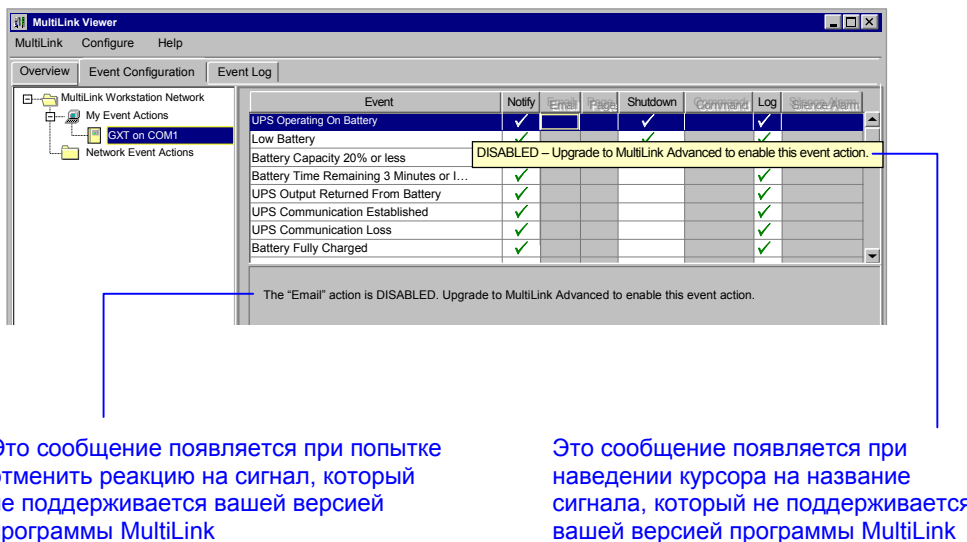 MultiLink Viewer
MultiLink Configure Help
Overview Event Configuration Event Log
MultiLink Workstation Network
My Event Actions
GXT on COM1
Network Event Actions
Event Notify Email Page Shutdown Command Log Silence Alarm
UPS Operating On Battery
Low Battery
DISABLED – Upgrade to MultiLink Advanced to enable this event action.
Battery Capacity 20% or less
Battery Time Remaining 3 Minutes or l…
UPS Output Returned From Battery
UPS Communication Established
UPS Communication Loss
Battery Fully Charged
The “Email” action is DISABLED. Upgrade to MultiLink Advanced to enable this event action.
Это сообщение появляется при попытке
отменить реакцию на сигнал, который
не поддерживается вашей версией
программы MultiLink
Это сообщение появляется при
наведении курсора на название
сигнала, который не поддерживается
вашей версией программы MultiLink